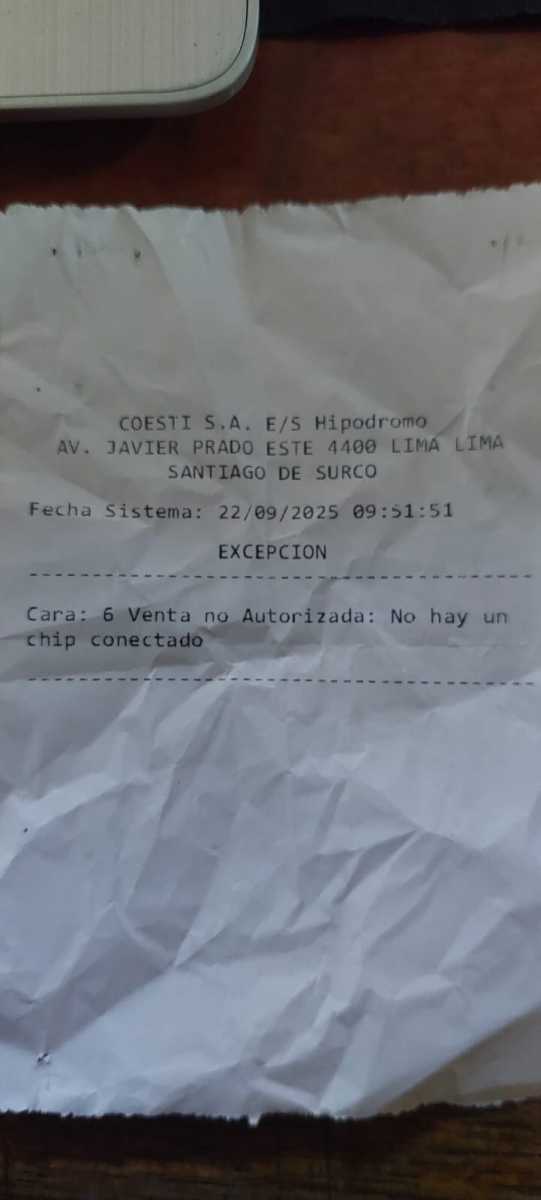 COESTI S.A. E/S Hipodromo
AV. JAVIER PRADO ESTE 4400 LIMA LIMA
SANTIAGO DE SURCO
Fecha Sistema: 22/09/2025 09:51:51
EXCEPCION
----------------------------------------
Cara: 6 Venta no Autorizada: No hay un
chip conectado
----------------------------------------